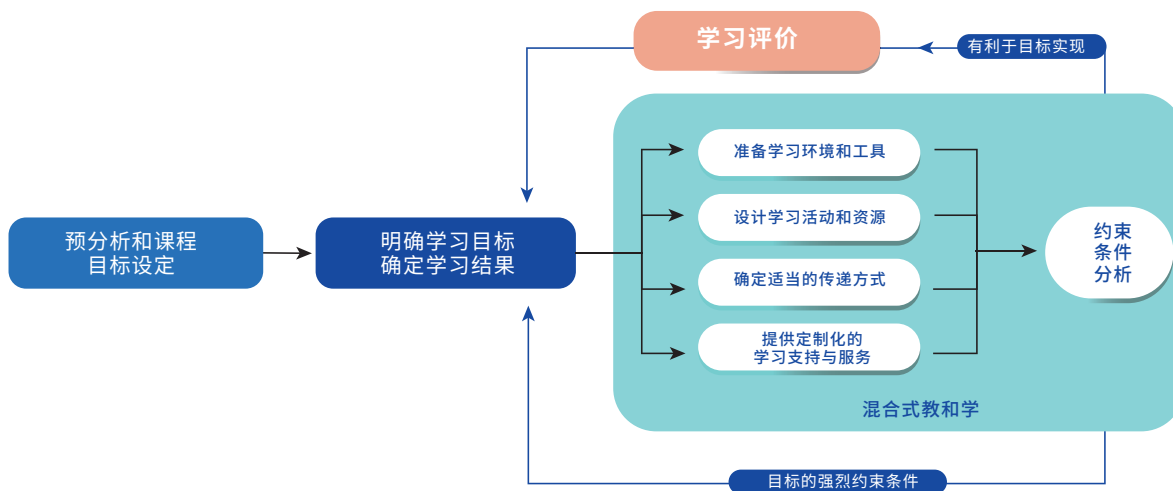 学习评价
有利于目标实现
预分析和课程
目标设定
明确学习目标
确定学习结果
准备学习环境和工具
设计学习活动和资源
确定适当的传递方式
提供定制化的
学习支持与服务
约束
条件
分析
混合式教和学
目标的强烈约束条件